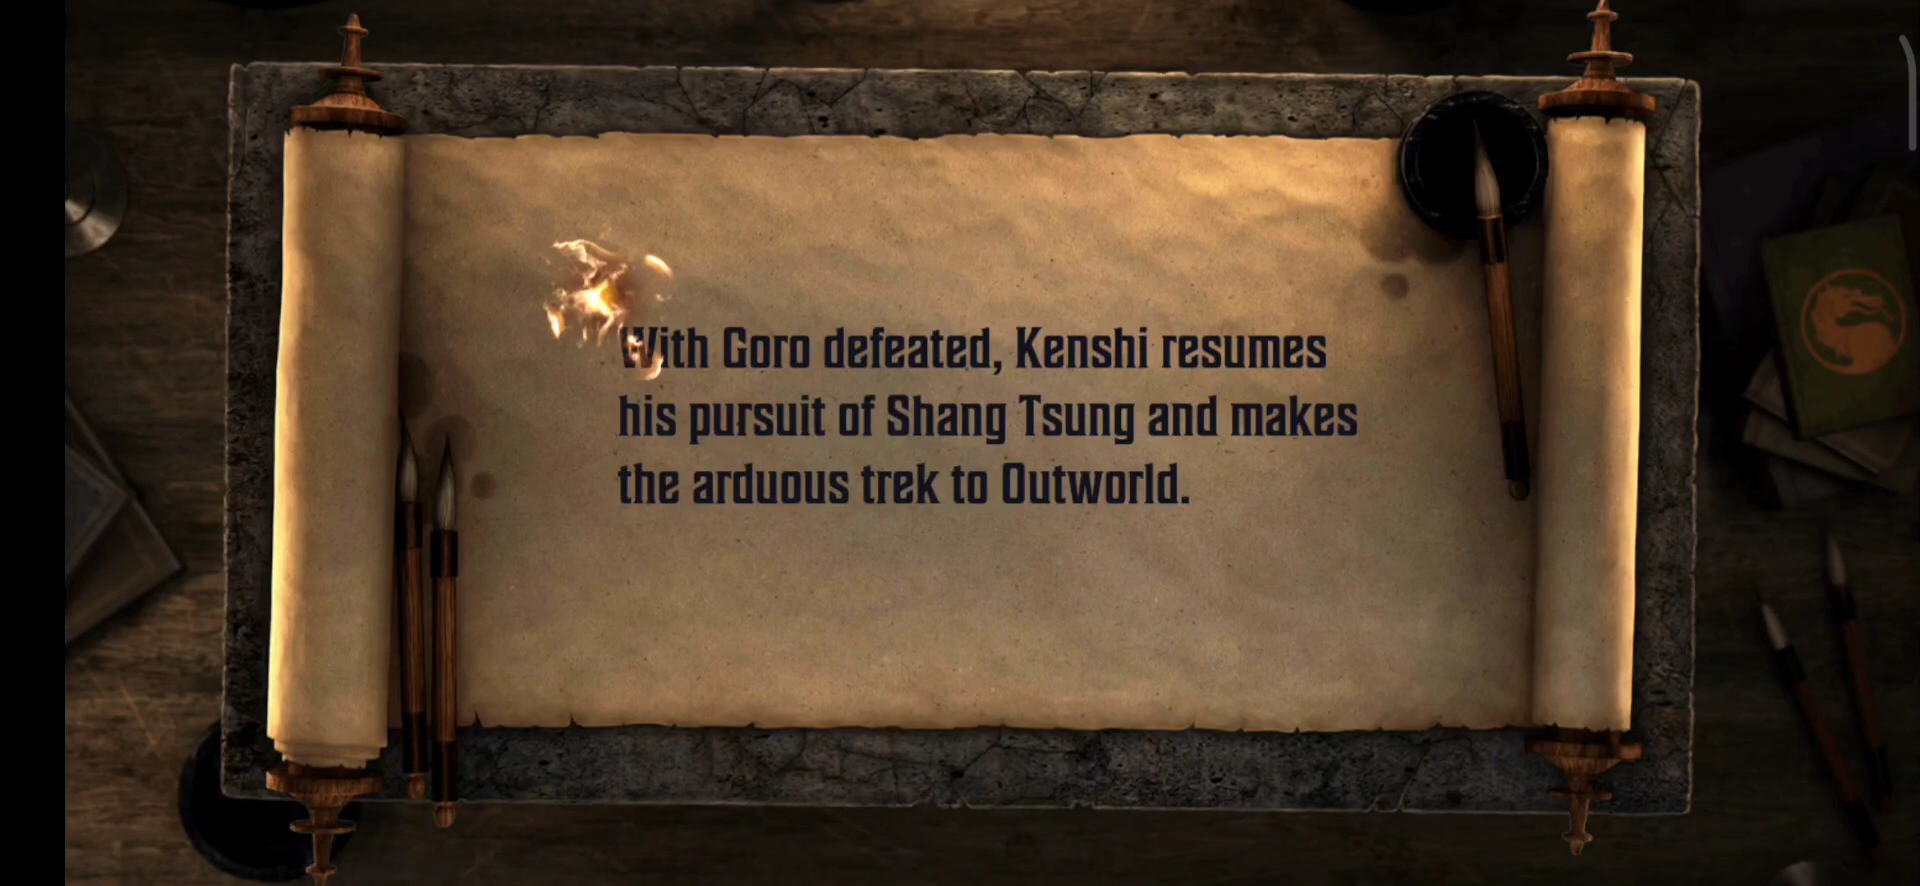 With Goro defeated, Kenshi resumes
his pursuit of Shang Tsung and makes
the arduous trek to Outworld.